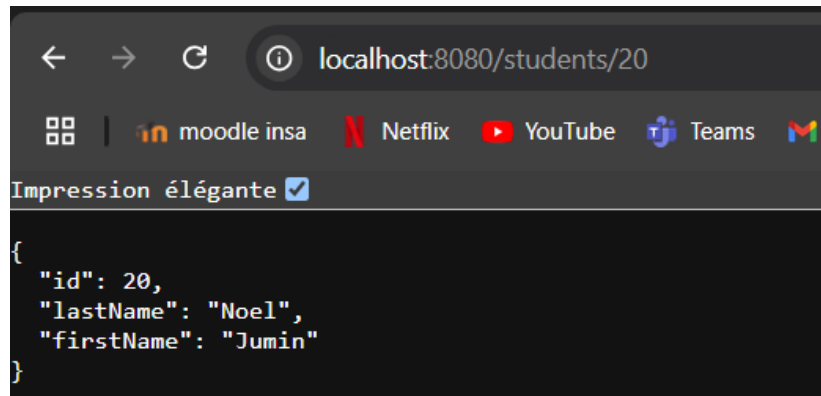 localhost:8080/students/20
moodle insa Netflix YouTube Teams
Impression élégante
{
"id": 20,
"lastName": "Noel",
"firstName": "Jumin"
}